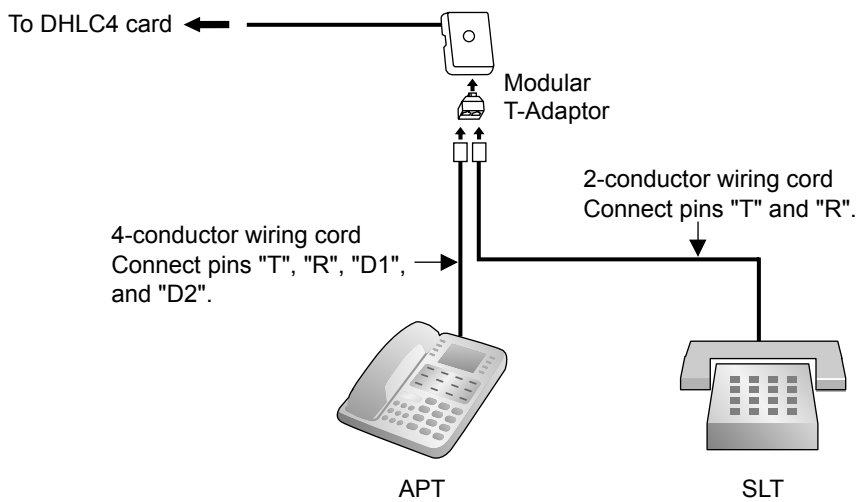 To DHLC4 card
Modular
T-Adaptor
2-conductor wiring cord
Connect pins "T" and "R".
4-conductor wiring cord
Connect pins "T", "R", "D1",
and "D2".
APT
SLT